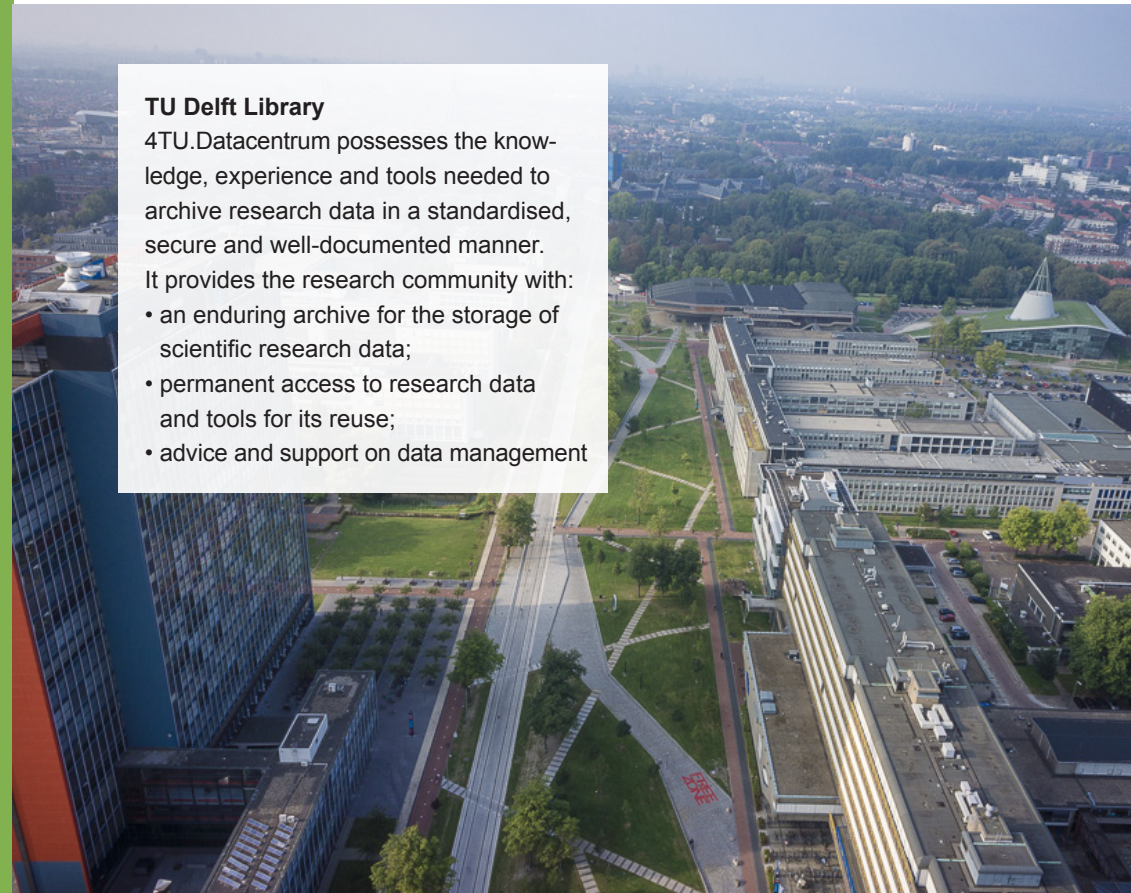 TU Delft Library
4TU.Datacentrum possesses the know-
ledge, experience and tools needed to
archive research data in a standardised,
secure and well-documented manner.
It provides the research community with:
• an enduring archive for the storage of
scientific research data;
• permanent access to research data
and tools for its reuse;
• advice and support on data management
FREE
ZONE